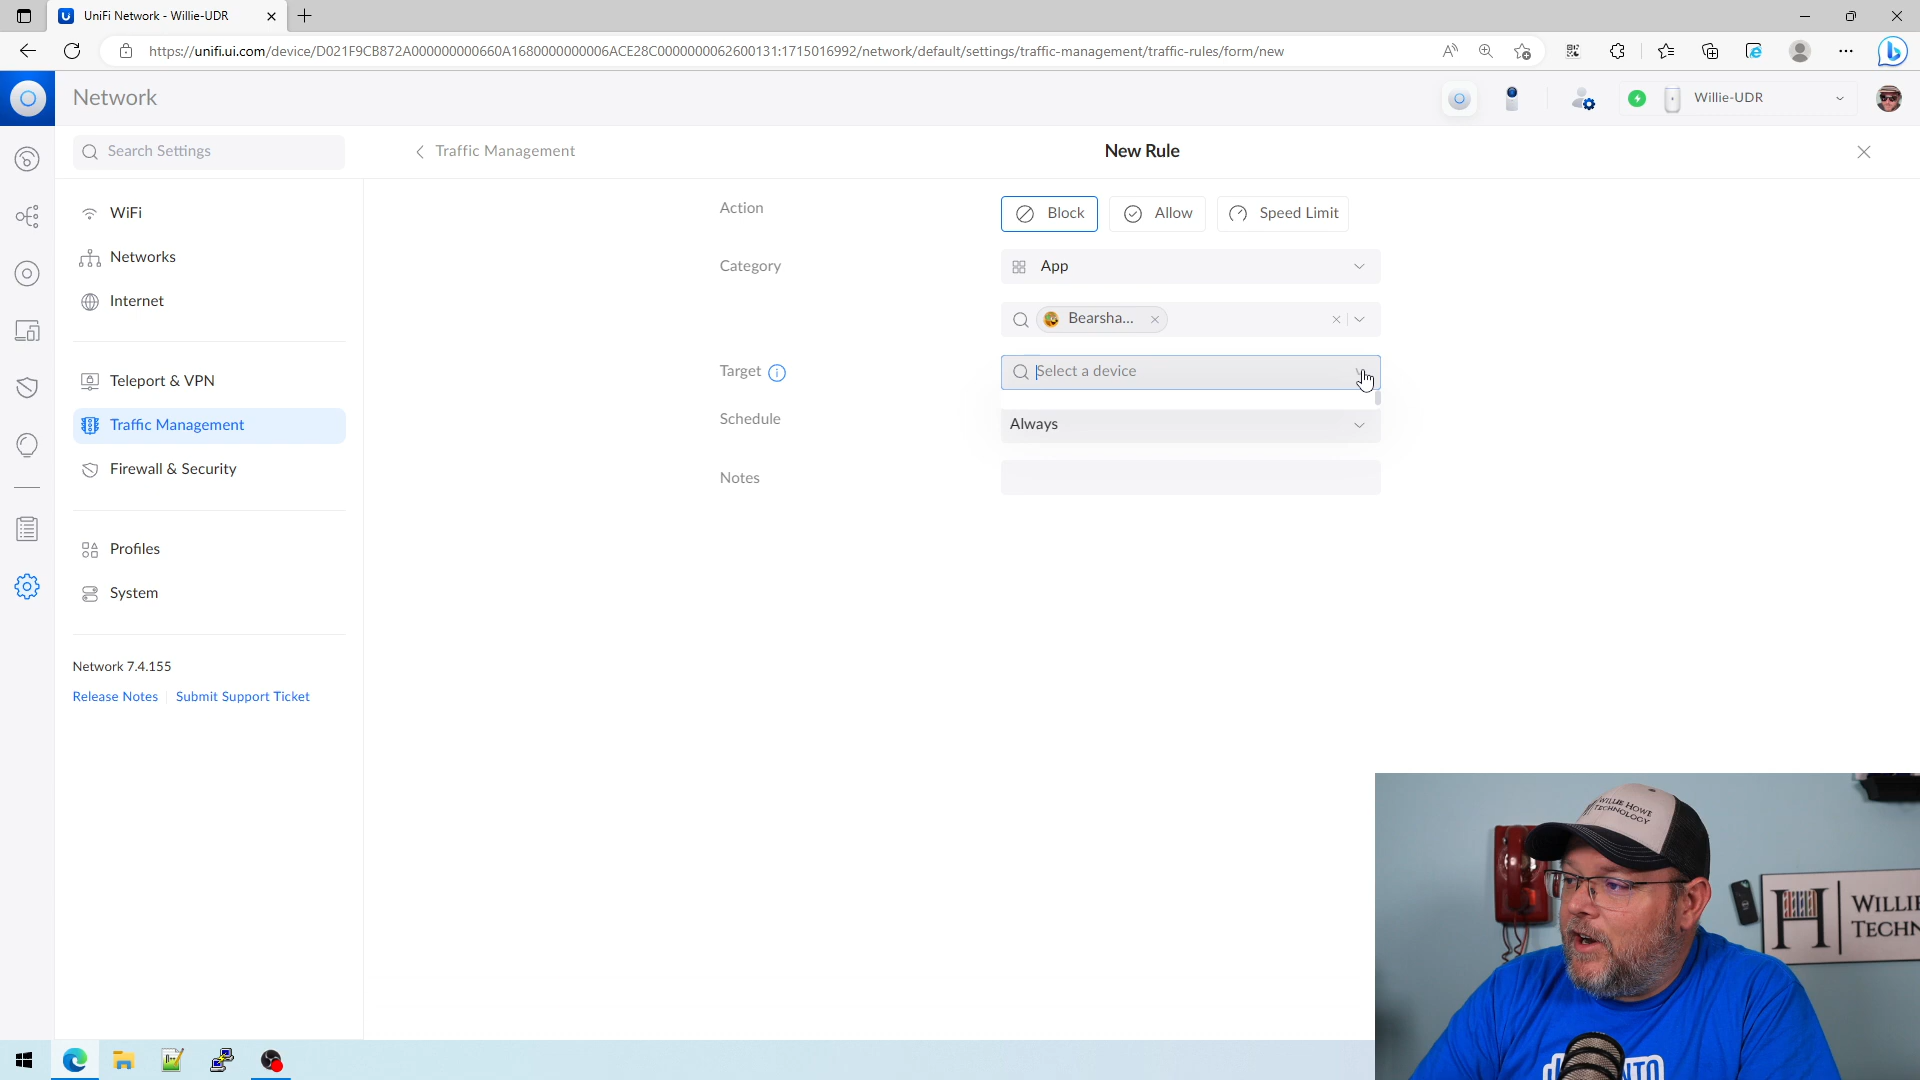 UniFi Network - Willie-UDR
https://unifi.ui.com/device/D021F9CB872A000000000660A1680000000006ACE28C0000000062600131:1715016992/network/default/settings/traffic-management/traffic-rules/form/new
Network
Willie-UDR
Search Settings
Traffic Management
New Rule
WiFi
Networks
Internet
Teleport & VPN
Traffic Management
Firewall & Security
Profiles
System
Network 7.4.155
Release Notes
Submit Support Ticket
Action
Block
Allow
Speed Limit
Category
App
Bearsha...
Target
Select a device
Schedule
Always
Notes
WILLIE HOWE
TECHNOLOGY
WILLIE
TECHN